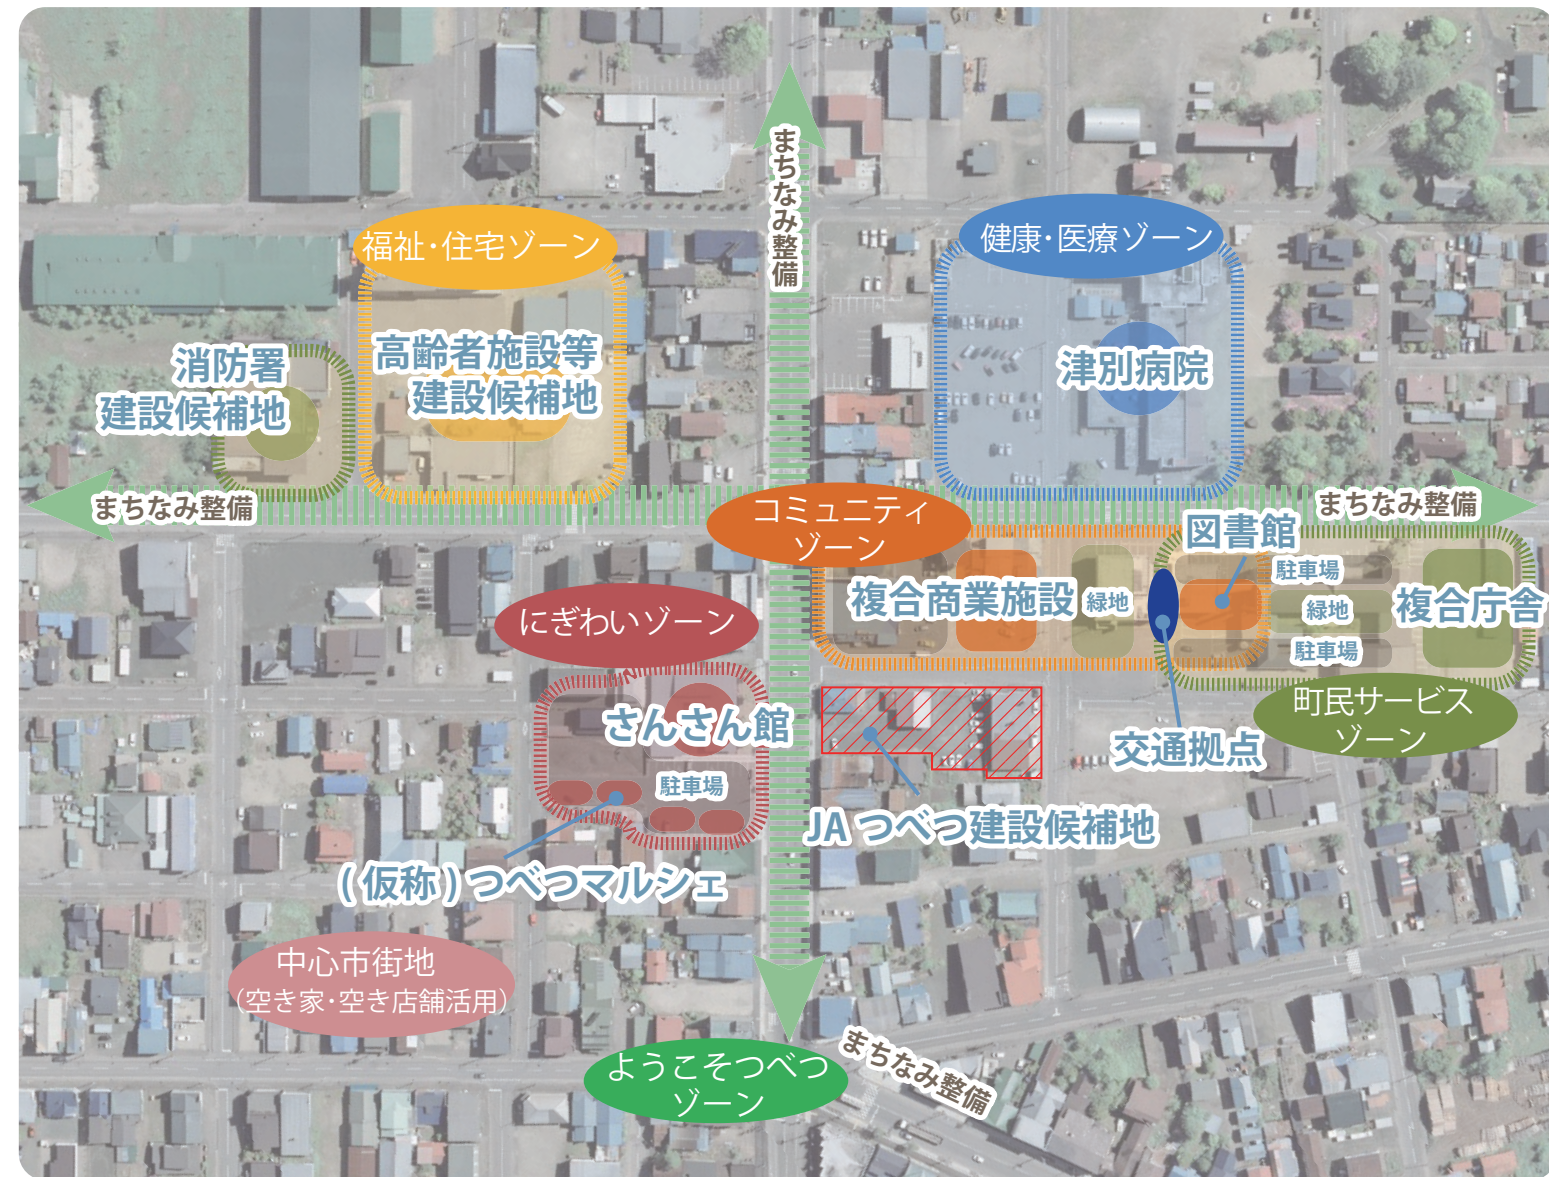 まちなみ整備
福祉・住宅ゾーン
健康・医療ゾーン
消防署
建設候補地
高齢者施設等
建設候補地
津別病院
まちなみ整備
まちなみ整備
コミュニティ
ゾーン
図書館
駐車場
複合商業施設
緑地
緑地
複合庁舎
駐車場
にぎわいゾーン
町民サービス
ゾーン
さんさん館
交通拠点
駐車場
JAつべつ建設候補地
(仮称)つべつマルシェ
中心市街地
(空き家・空き店舗活用)
ようこそつべつ
ゾーン
まちなみ整備